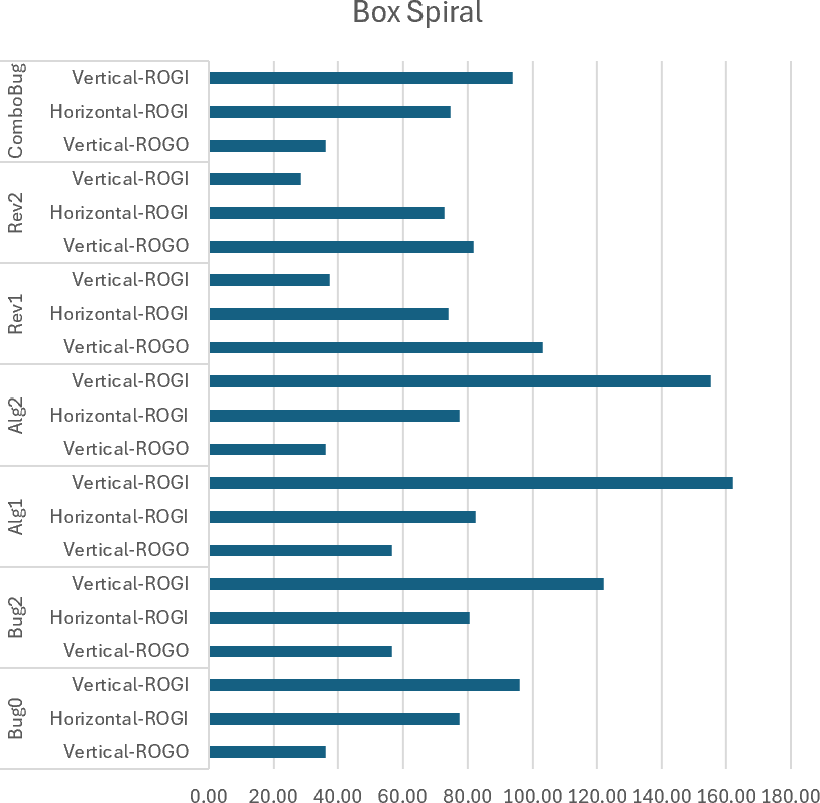 Box Spiral
ComboBug
Vertical-ROGI
Horizontal-ROGI
Vertical-ROGO
Rev2
Vertical-ROGI
Horizontal-ROGI
Vertical-ROGO
Rev1
Vertical-ROGI
Horizontal-ROGI
Vertical-ROGO
Alg2
Vertical-ROGI
Horizontal-ROGI
Vertical-ROGO
Alg1
Vertical-ROGI
Horizontal-ROGI
Vertical-ROGO
Bug2
Vertical-ROGI
Horizontal-ROGI
Vertical-ROGO
Bug0
Vertical-ROGI
Horizontal-ROGI
Vertical-ROGO
0.00 20.00 40.00 60.00 80.00 100.00 120.00 140.00 160.00 180.00